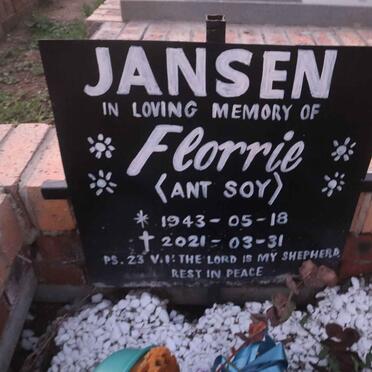 JANSEN
IN LOVING MEMORY OF
Florrie
(ANT SOY)
* 1943-05-18
† 2021-03-31
PS. 23 V.1: THE LORD IS MY SHEPHERD
REST IN PEACE